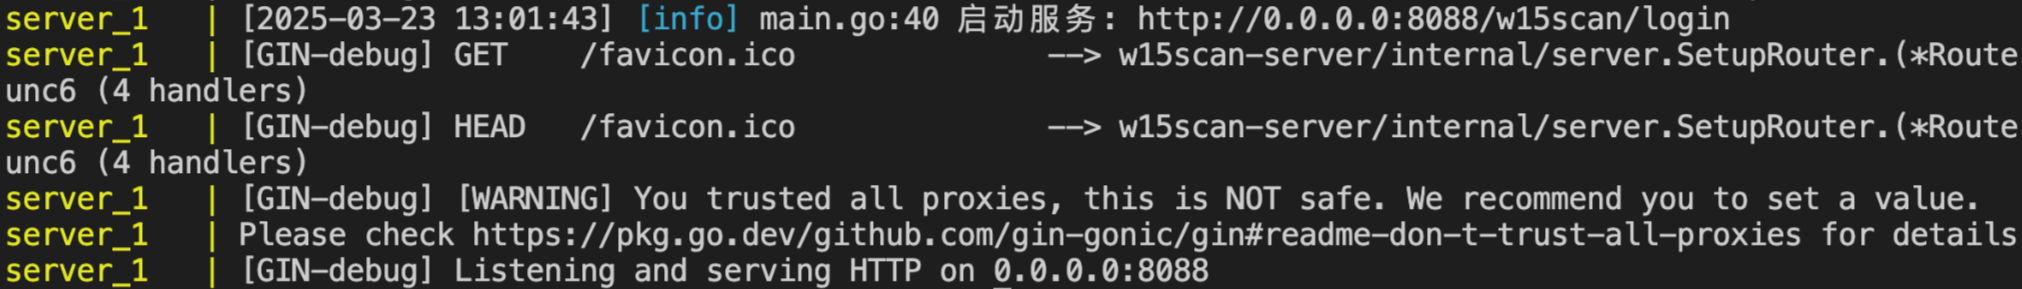 server_1   | [2025-03-23 13:01:43] [info] main.go:40 启动服务: http://0.0.0.0:8088/w15scan/login
server_1   | [GIN-debug] GET    /favicon.ico              --> w15scan-server/internal/server.SetupRouter.(*Route
unc6 (4 handlers)
server_1   | [GIN-debug] HEAD   /favicon.ico              --> w15scan-server/internal/server.SetupRouter.(*Route
unc6 (4 handlers)
server_1   | [GIN-debug] [WARNING] You trusted all proxies, this is NOT safe. We recommend you to set a value.
server_1   | Please check https://pkg.go.dev/github.com/gin-gonic/gin#readme-don-t-trust-all-proxies for details
server_1   | [GIN-debug] Listening and serving HTTP on 0.0.0.0:8088